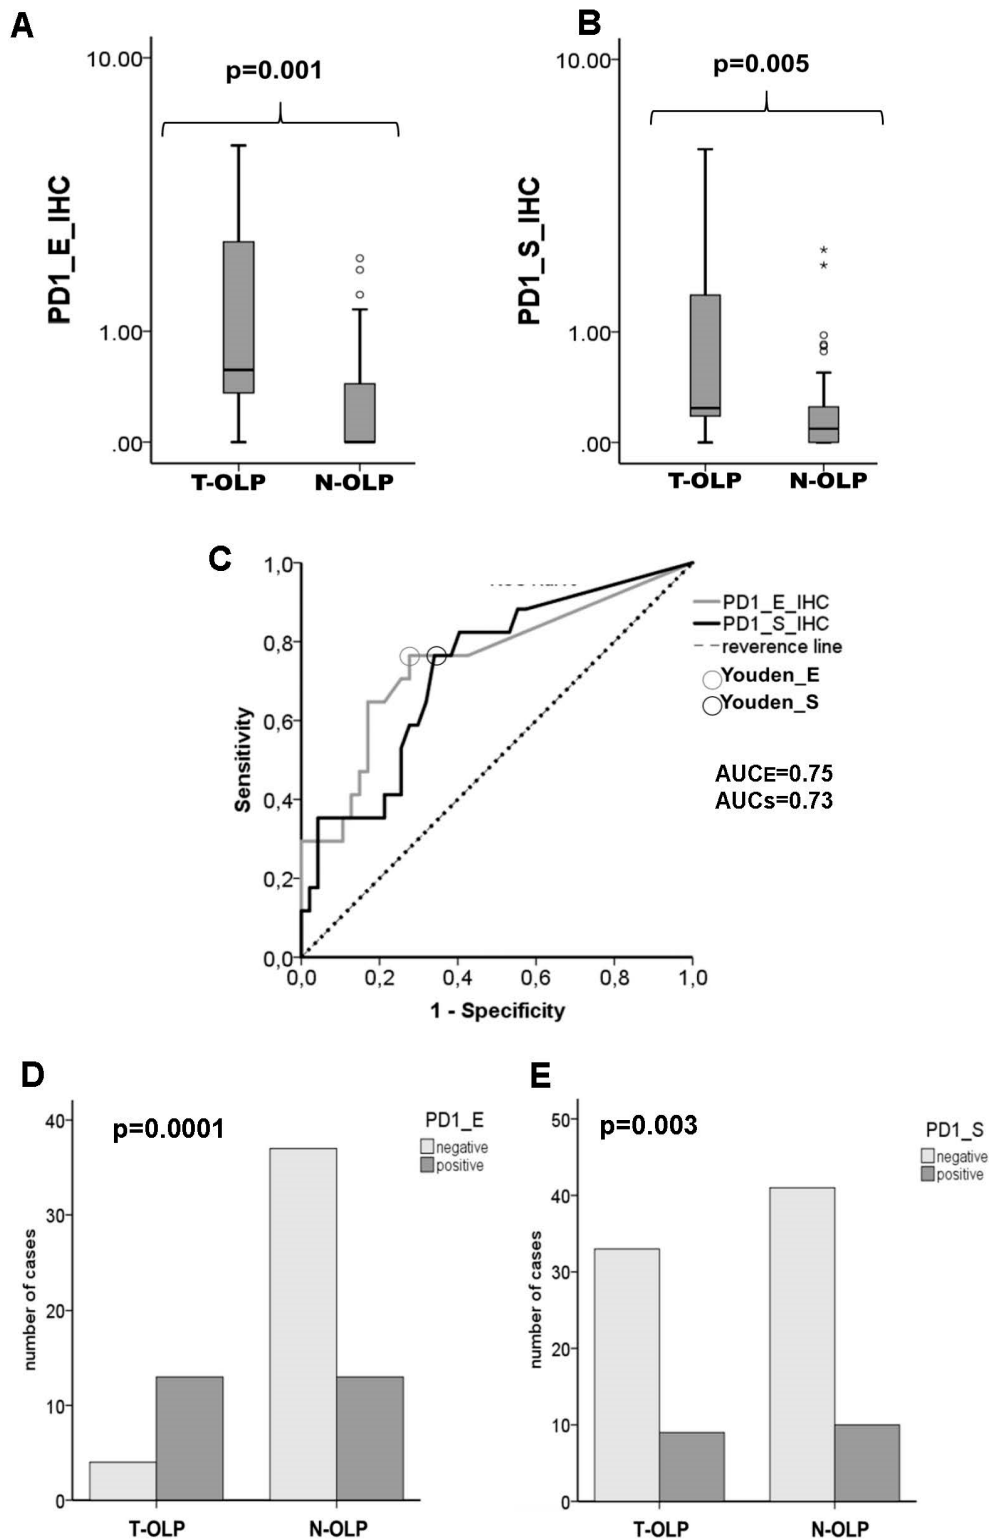 A
10.00
p=0.001
PD1_E_IHC
1.00
.00
T-OLP N-OLP
B
10.00
p=0.005
PD1_S_IHC
1.00
.00
T-OLP N-OLP
C
1,0
0,8
0,6
0,4
0,2
0,0
Sensitivity
0,0 0,2 0,4 0,6 0,8 1,0
1 - Specificity
PD1_E_IHC
PD1_S_IHC
reverence line
Youden_E
Youden_S
AUCE=0.75
AUCs=0.73
D
p=0.0001
PD1_E
negative
positive
40
30
20
10
0
number of cases
T-OLP N-OLP
E
p=0.003
PD1_S
negative
positive
50
40
30
20
10
0
number of cases
T-OLP N-OLP